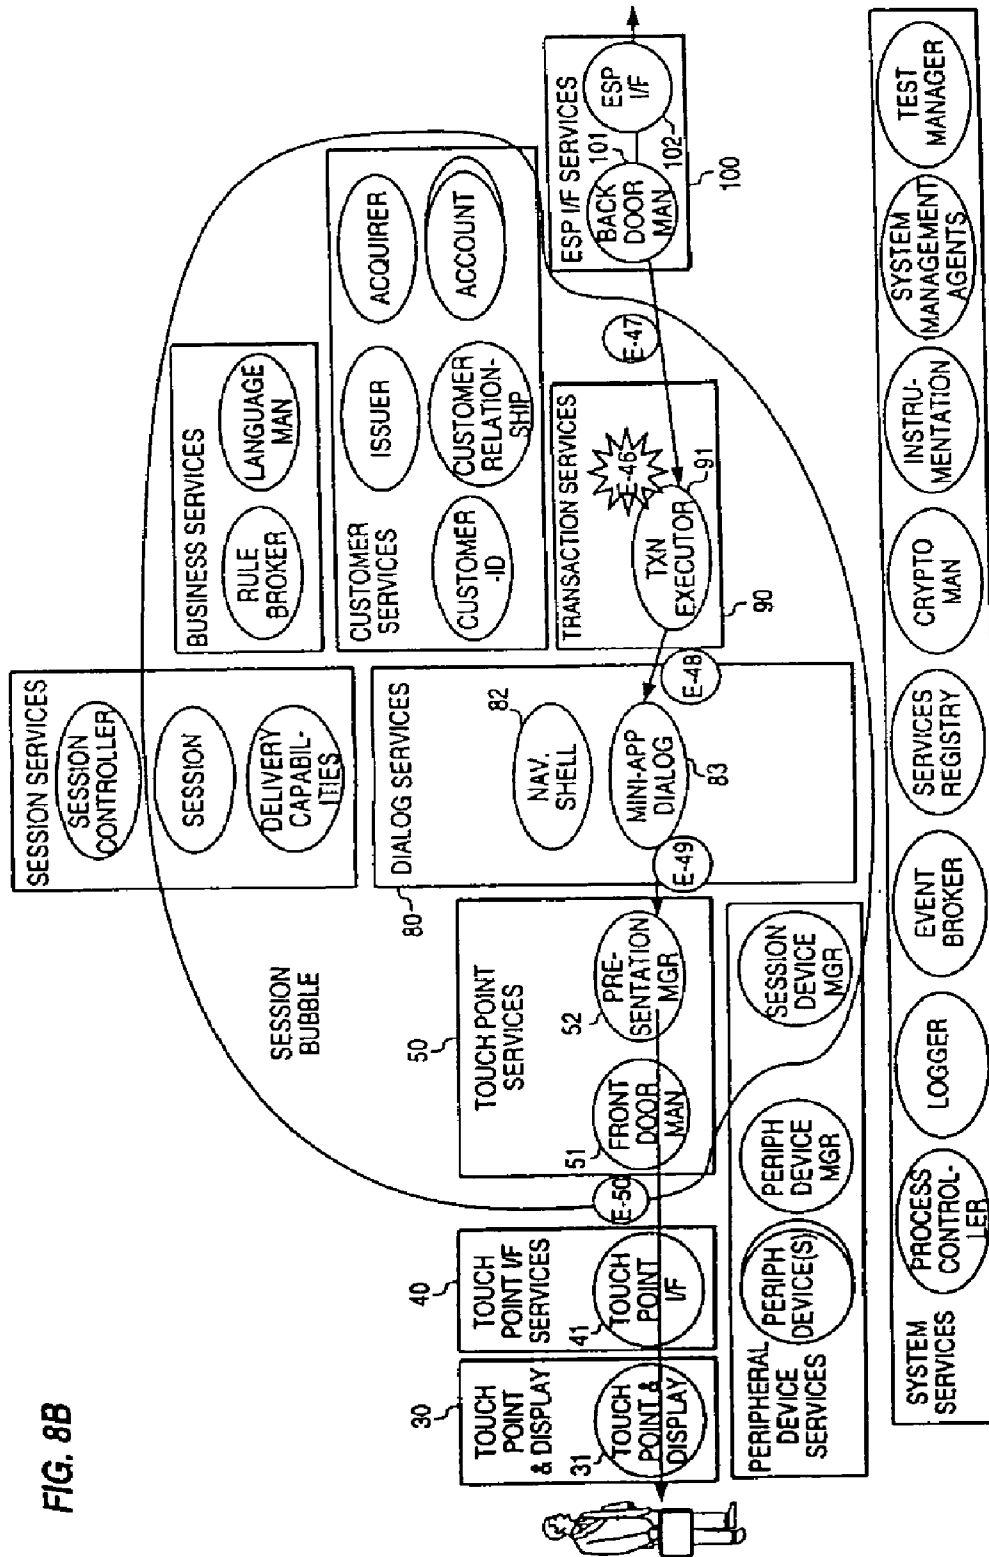 FIG. 8B
SESSION SERVICES
SESSION
CONTROLLER
SESSION
DELIVERY
CAPABIL-
ITIES
BUSINESS SERVICES
RULE
BROKER
LANGUAGE
MAN
CUSTOMER
SERVICES
ISSUER
ACQUIRER
CUSTOMER
-ID
CUSTOMER
RELATION-
SHIP
ACCOUNT
SESSION
BUBBLE
30
TOUCH
POINT
& DISPLAY
31
TOUCH
POINT &
DISPLAY
40
TOUCH
POINT I/F
SERVICES
41
TOUCH
POINT
I/F
E-50
50
TOUCH POINT
SERVICES
51
FRONT
DOOR
MAN
52
PRE-
SENTATION
MGR
80
DIALOG SERVICES
82
NAV.
SHELL
E-49
MINI-APP
DIALOG
83
E-48
TRANSACTION SERVICES
E-46
TXN
EXECUTOR
91
90
E-47
ESP I/F SERVICES
101
BACK
DOOR
MAN
ESP
I/F
102
100
PERIPHERAL
DEVICE
SERVICES
PERIPH
DEVICE(S)
PERIPH
DEVICE
MGR
SESSION
DEVICE
MGR
SYSTEM
SERVICES
PROCESS
CONTROL-
LER
LOGGER
EVENT
BROKER
SERVICES
REGISTRY
CRYPTO
MAN
INSTRU-
MENTATION
SYSTEM
MANAGEMENT
AGENTS
TEST
MANAGER